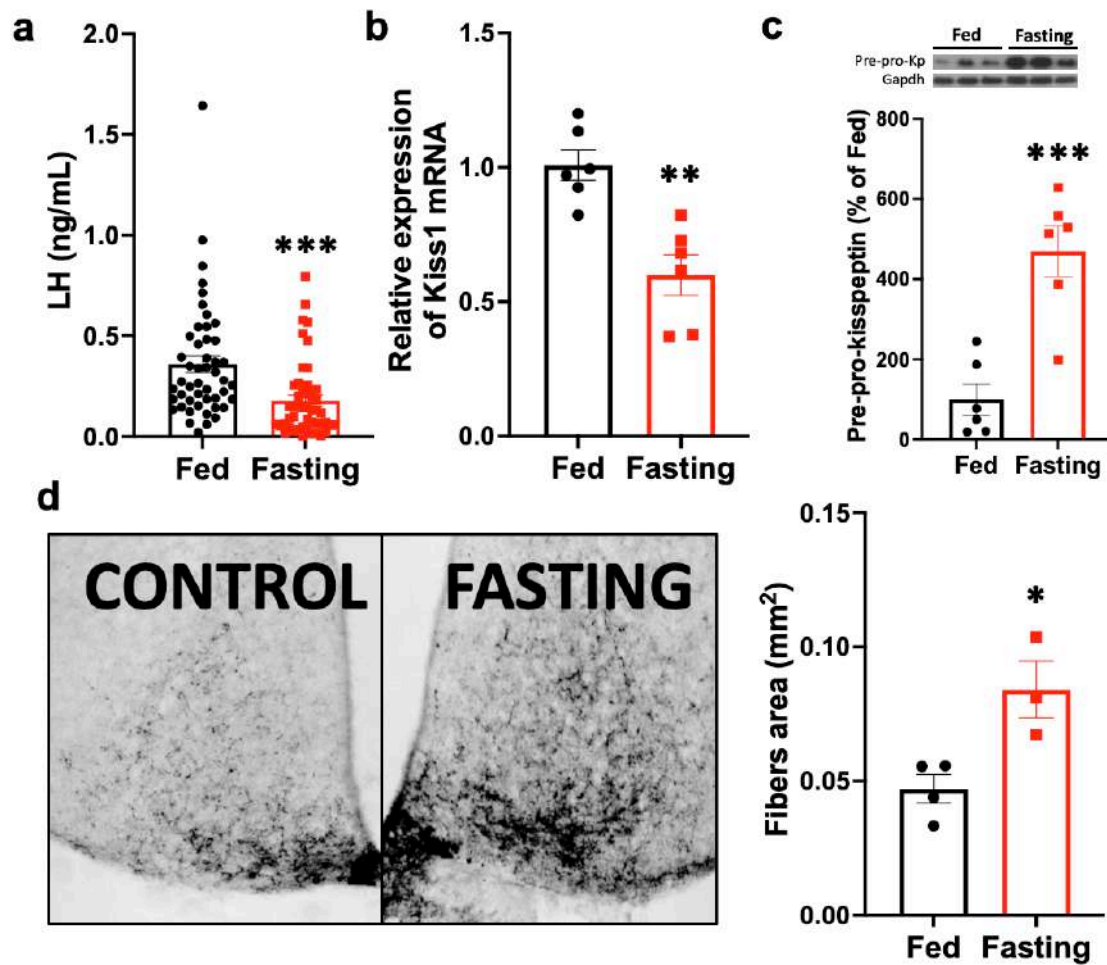 a
2.0
1.5
1.0
0.5
0.0
LH (ng/mL)
***
Fed Fasting
b
1.5
1.0
0.5
0.0
Relative expression
of Kiss1 mRNA
**
Fed Fasting
c
Fed Fasting
Pre-pro-Kp
Gapdh
800
600
400
200
0
Pre-pro-kisspeptin (% of Fed)
***
Fed Fasting
d
CONTROL FASTING
0.15
0.10
0.05
0.00
Fibers area (mm²)
*
Fed Fasting